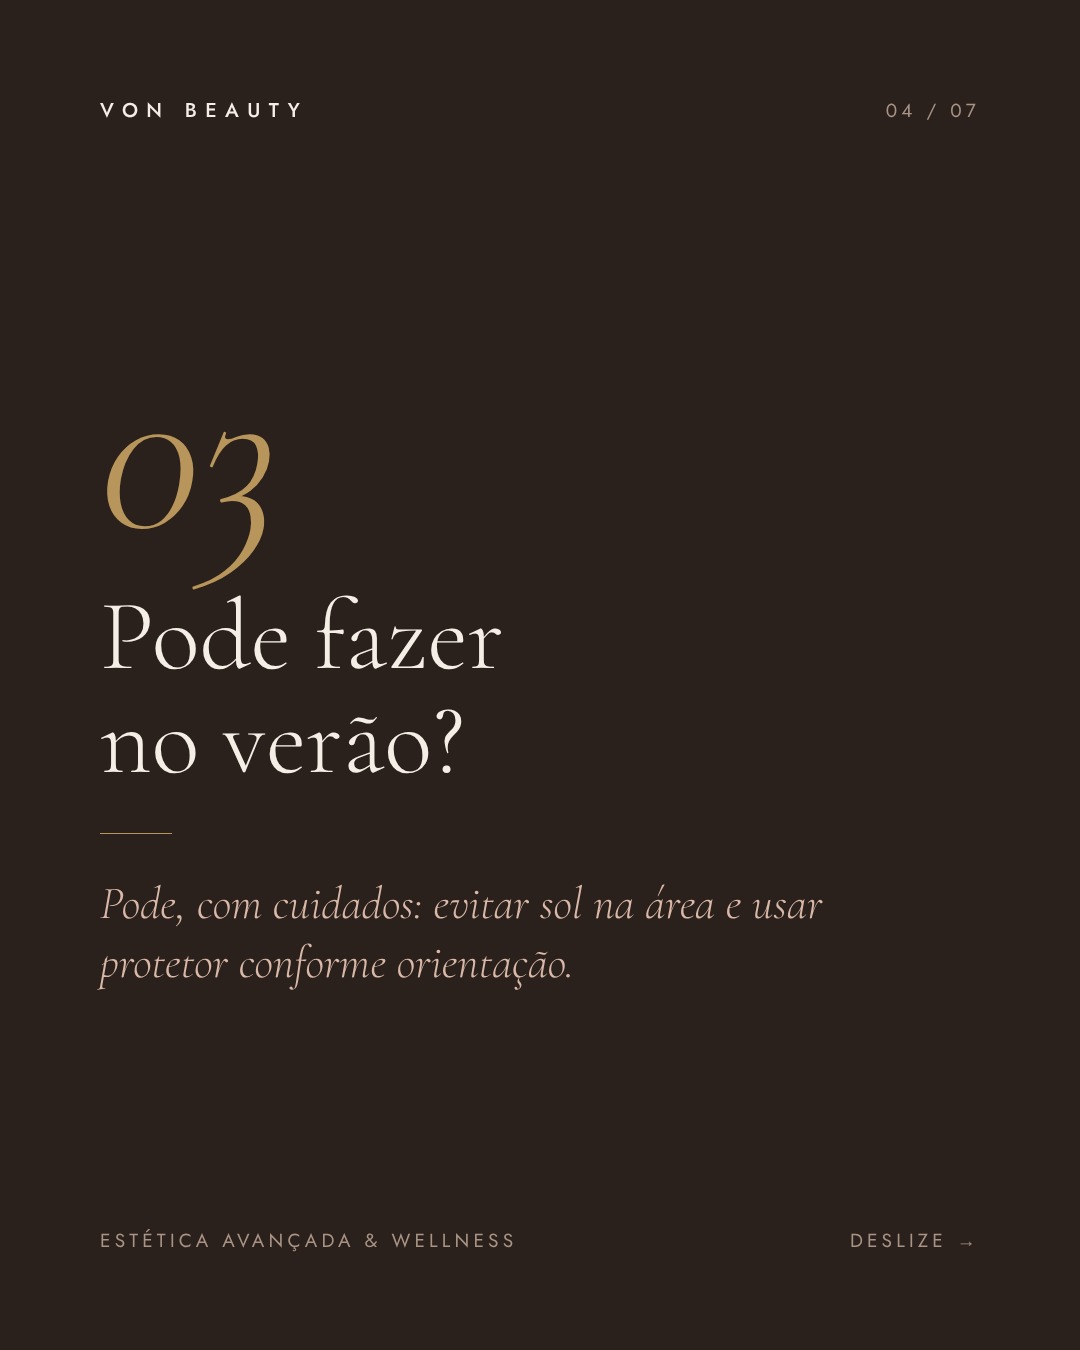 VON BEAUTY
04 / 07
03
Pode fazer
no verão?
Pode, com cuidados: evitar sol na área e usar
protetor conforme orientação.
ESTÉTICA AVANÇADA & WELLNESS
DESLIZE →